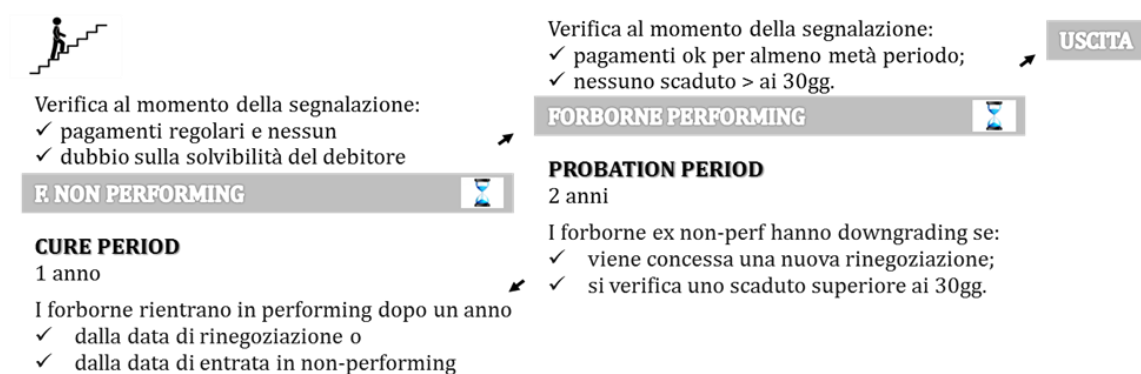 Verifica al momento della segnalazione:
✓ pagamenti regolari e nessun
✓ dubbio sulla solvibilità del debitore
F. NON PERFORMING
CURE PERIOD
1 anno
I forborne rientrano in performing dopo un anno
✓ dalla data di rinegoziazione o
✓ dalla data di entrata in non-performing
Verifica al momento della segnalazione:
✓ pagamenti ok per almeno metà periodo;
✓ nessuno scaduto > ai 30gg.
FORBORNE PERFORMING
PROBATION PERIOD
2 anni
I forborne ex non-perf hanno downgrading se:
✓ viene concessa una nuova rinegoziazione;
✓ si verifica uno scaduto superiore ai 30gg.
USCITA